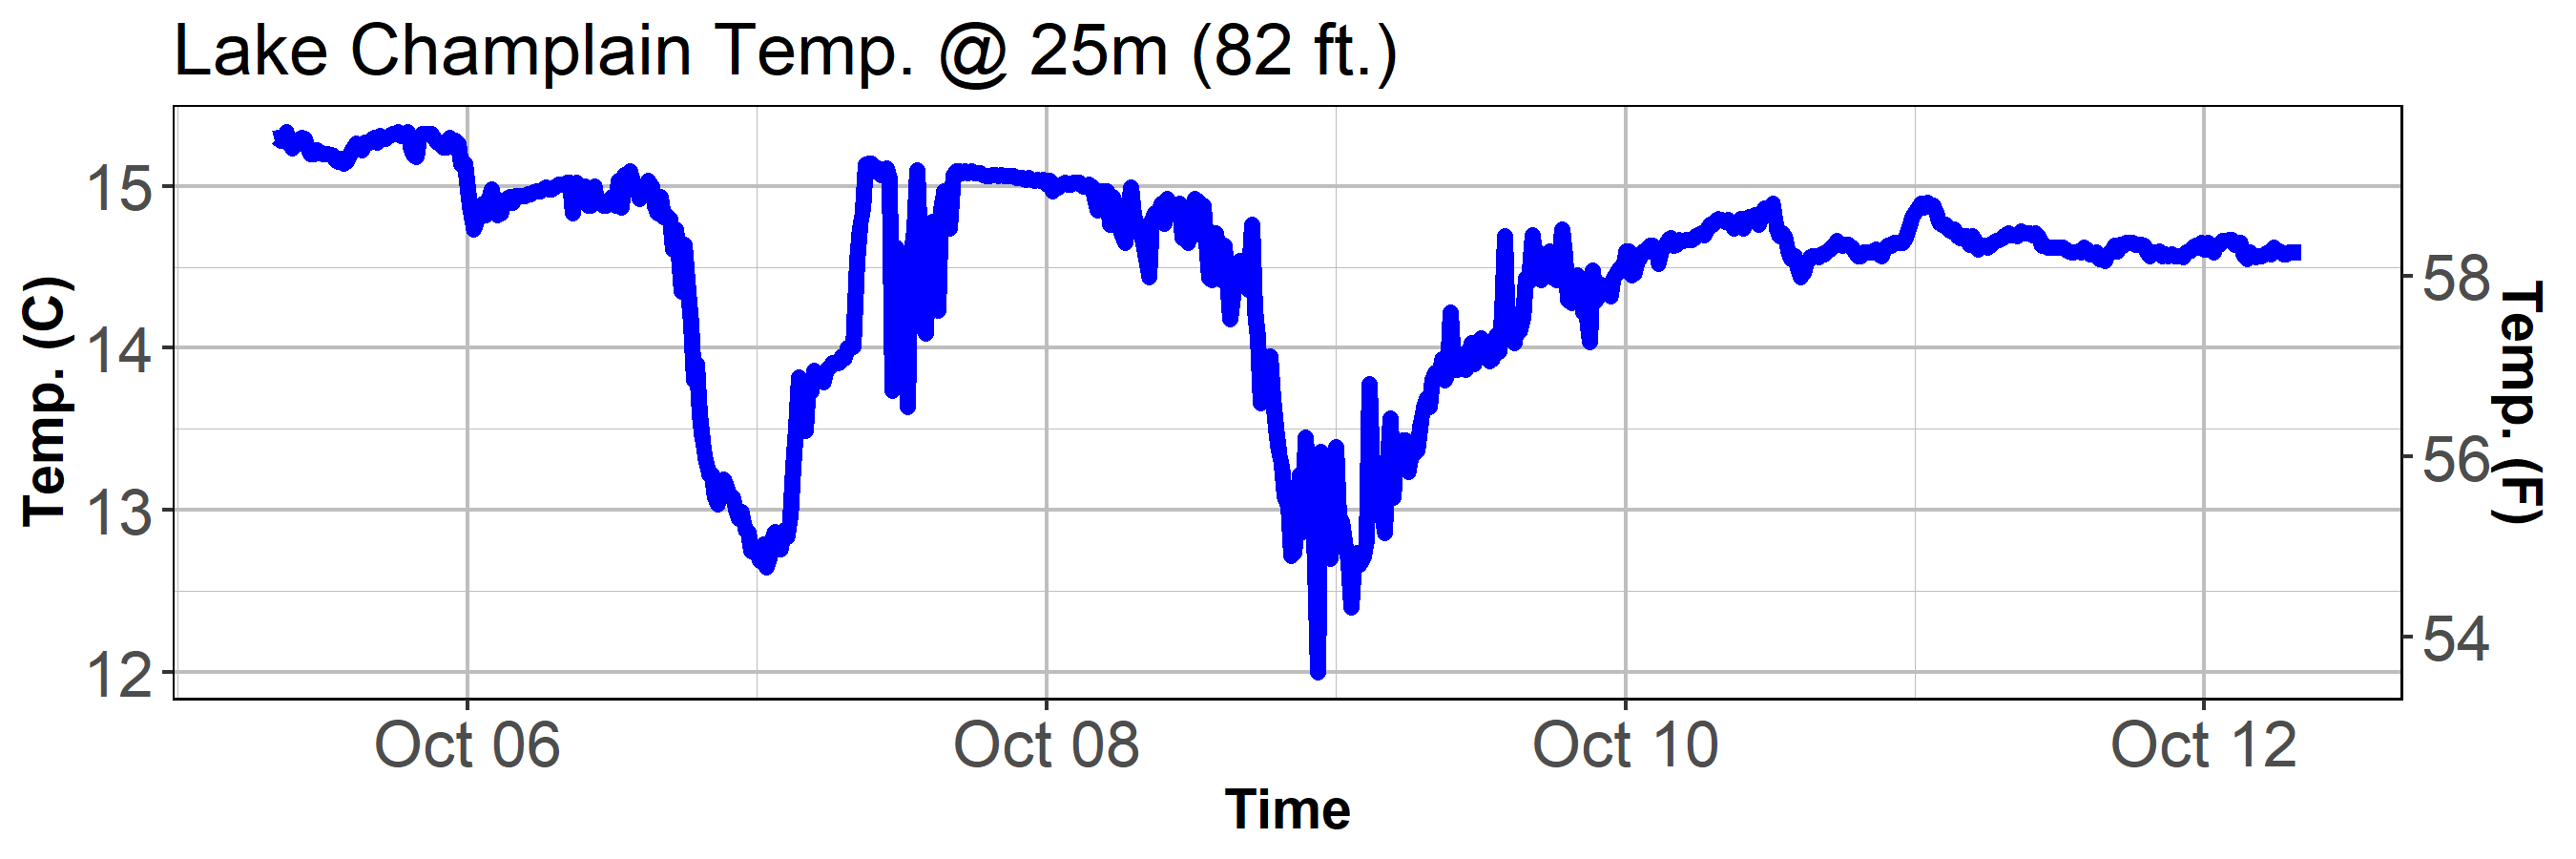 Lake Champlain Temp. @ 25m (82 ft.)
Temp. (C)
15
14
13
12
58
56
54
Temp. (F)
Oct 06
Oct 08
Oct 10
Oct 12
Time